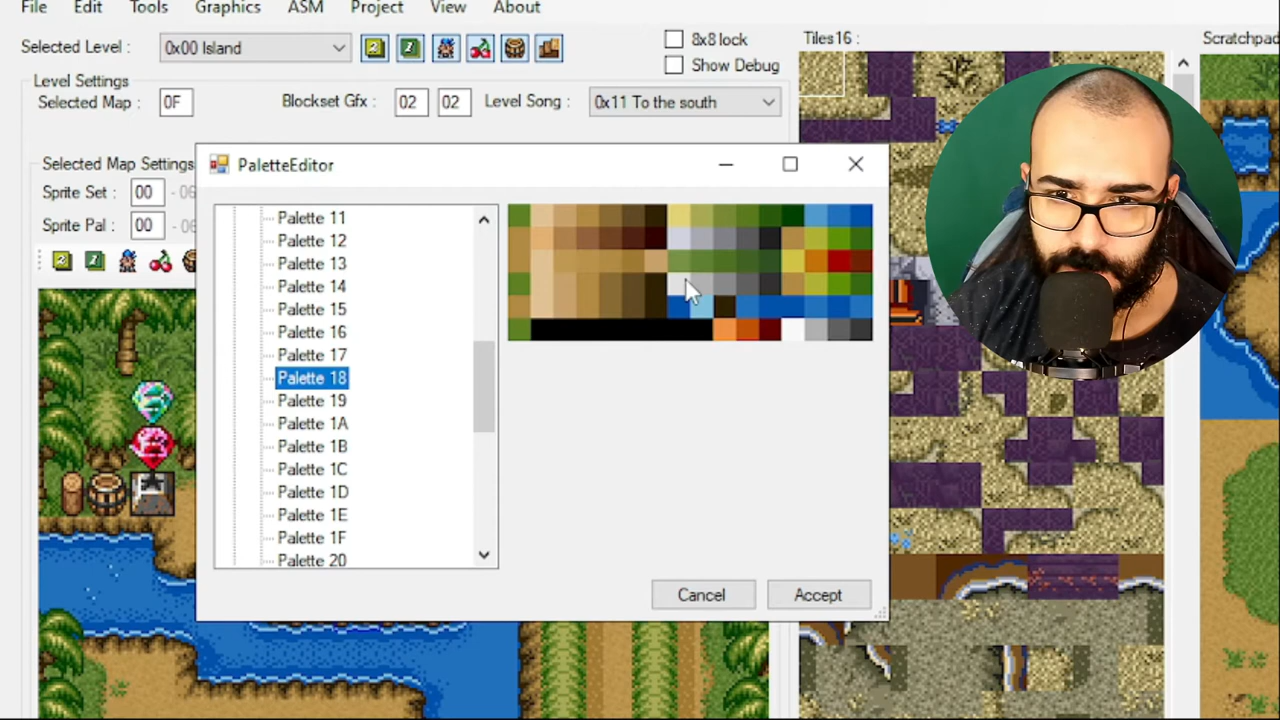 File Edit Tools Graphics ASM Project View About
Selected Level : 0x00 Island
8x8 lock
Show Debug
Tiles16 :
Scratchpad
Level Settings
Selected Map : 0F
Blockset Gfx : 02 02
Level Song : 0x11 To the south
Selected Map Settings
Sprite Set : 00 - 06
Sprite Pal : 00 - 06
PaletteEditor
Palette 11
Palette 12
Palette 13
Palette 14
Palette 15
Palette 16
Palette 17
Palette 18
Palette 19
Palette 1A
Palette 1B
Palette 1C
Palette 1D
Palette 1E
Palette 1F
Palette 20
Cancel Accept